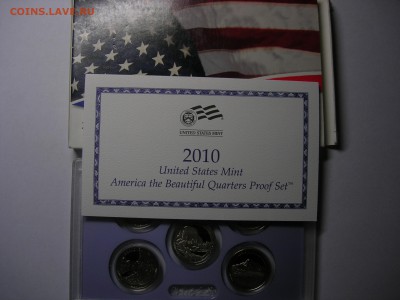 COINS.LAVE.RU
UNITED STATES MINT
2010
United States Mint
America the Beautiful Quarters Proof Set™